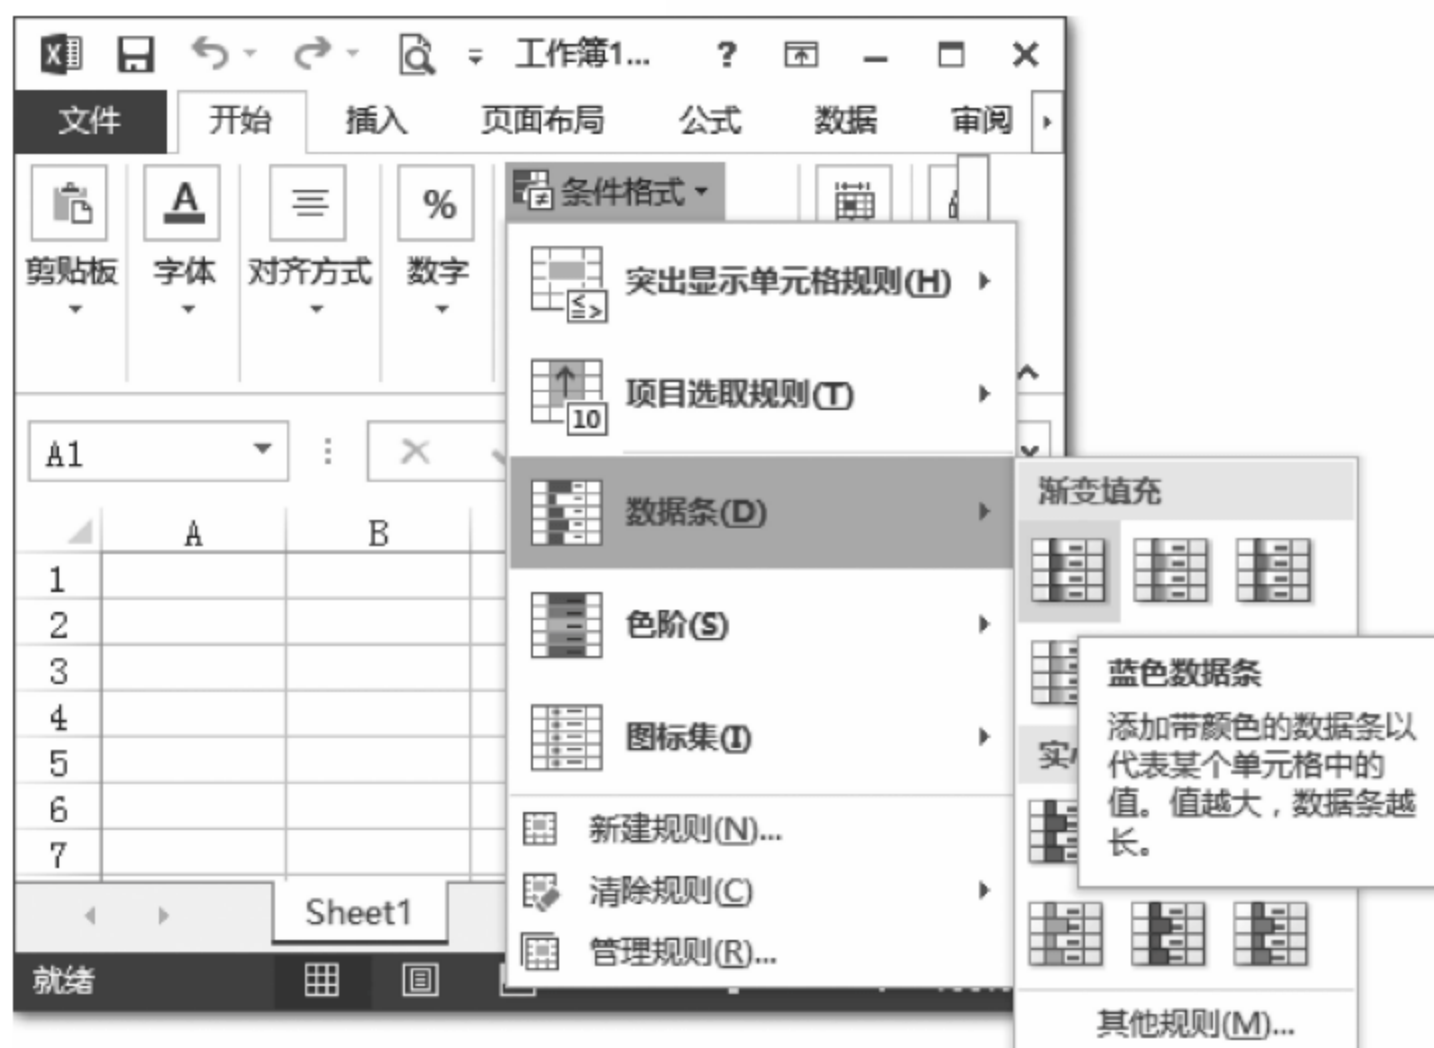 工作簿1...
?
文件 开始 插入 页面布局 公式 数据 审阅
条件格式
A
%
剪贴板 字体 对齐方式 数字
突出显示单元格规则(H)
10
项目选取规则(T)
A1
数据条(D)
渐变填充
A B
1
2
3
4
5
6
7
色阶(S)
蓝色数据条
添加带颜色的数据条以
代表某个单元格中的
值。值越大，数据条越
长。
图标集(I)
实
新建规则(N)...
清除规则(C)
管理规则(R)...
Sheet1
就绪
其他规则(M)...